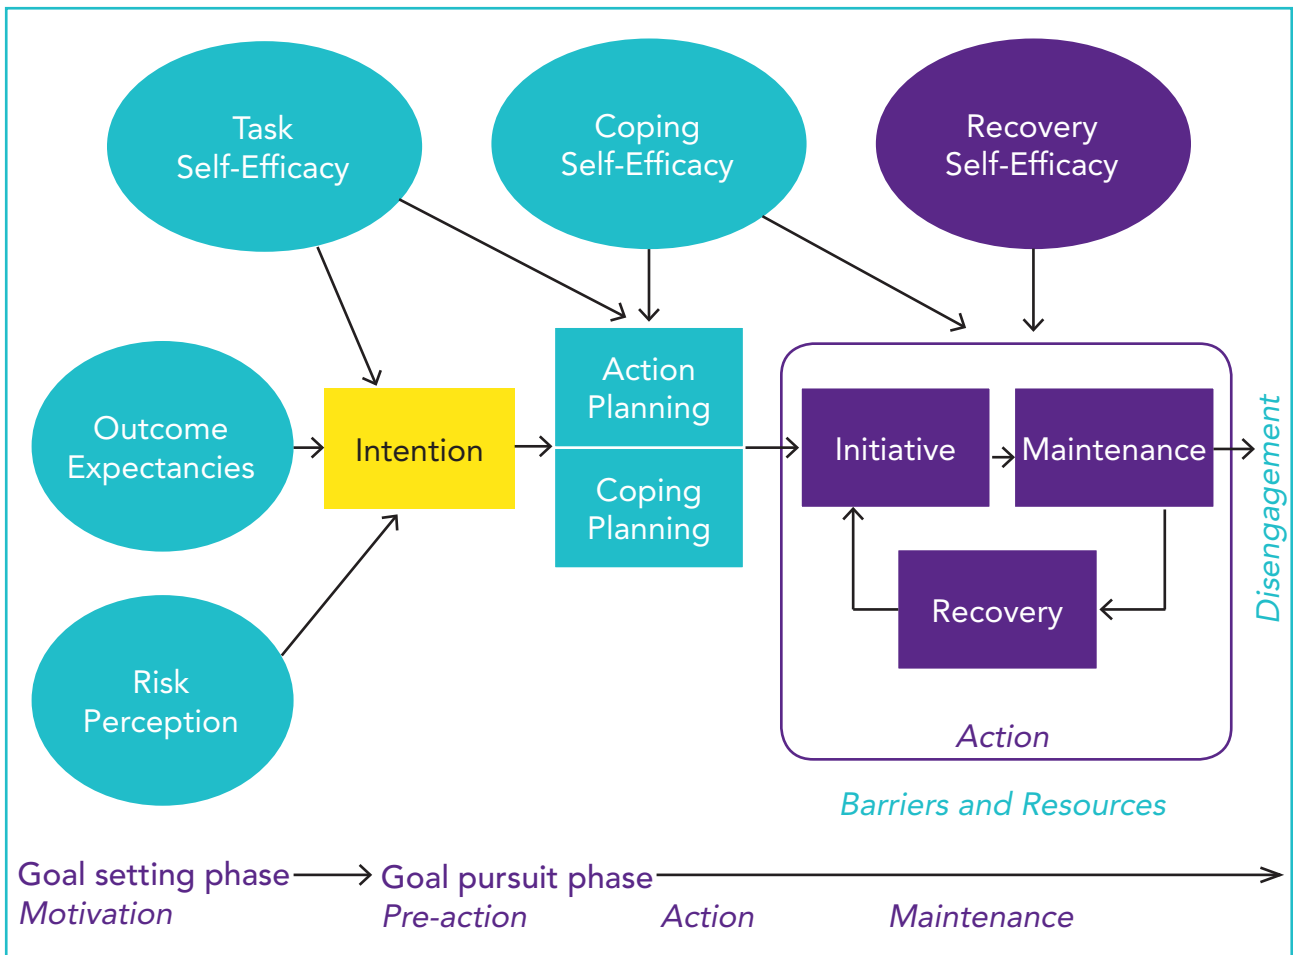 Task
Self-Efficacy
Coping
Self-Efficacy
Recovery
Self-Efficacy
Outcome
Expectancies
Intention
Action
Planning
Coping
Planning
Initiative
Maintenance
Recovery
Disengagement
Risk
Perception
Action
Barriers and Resources
Goal setting phase
Motivation
Goal pursuit phase
Pre-action
Action
Maintenance